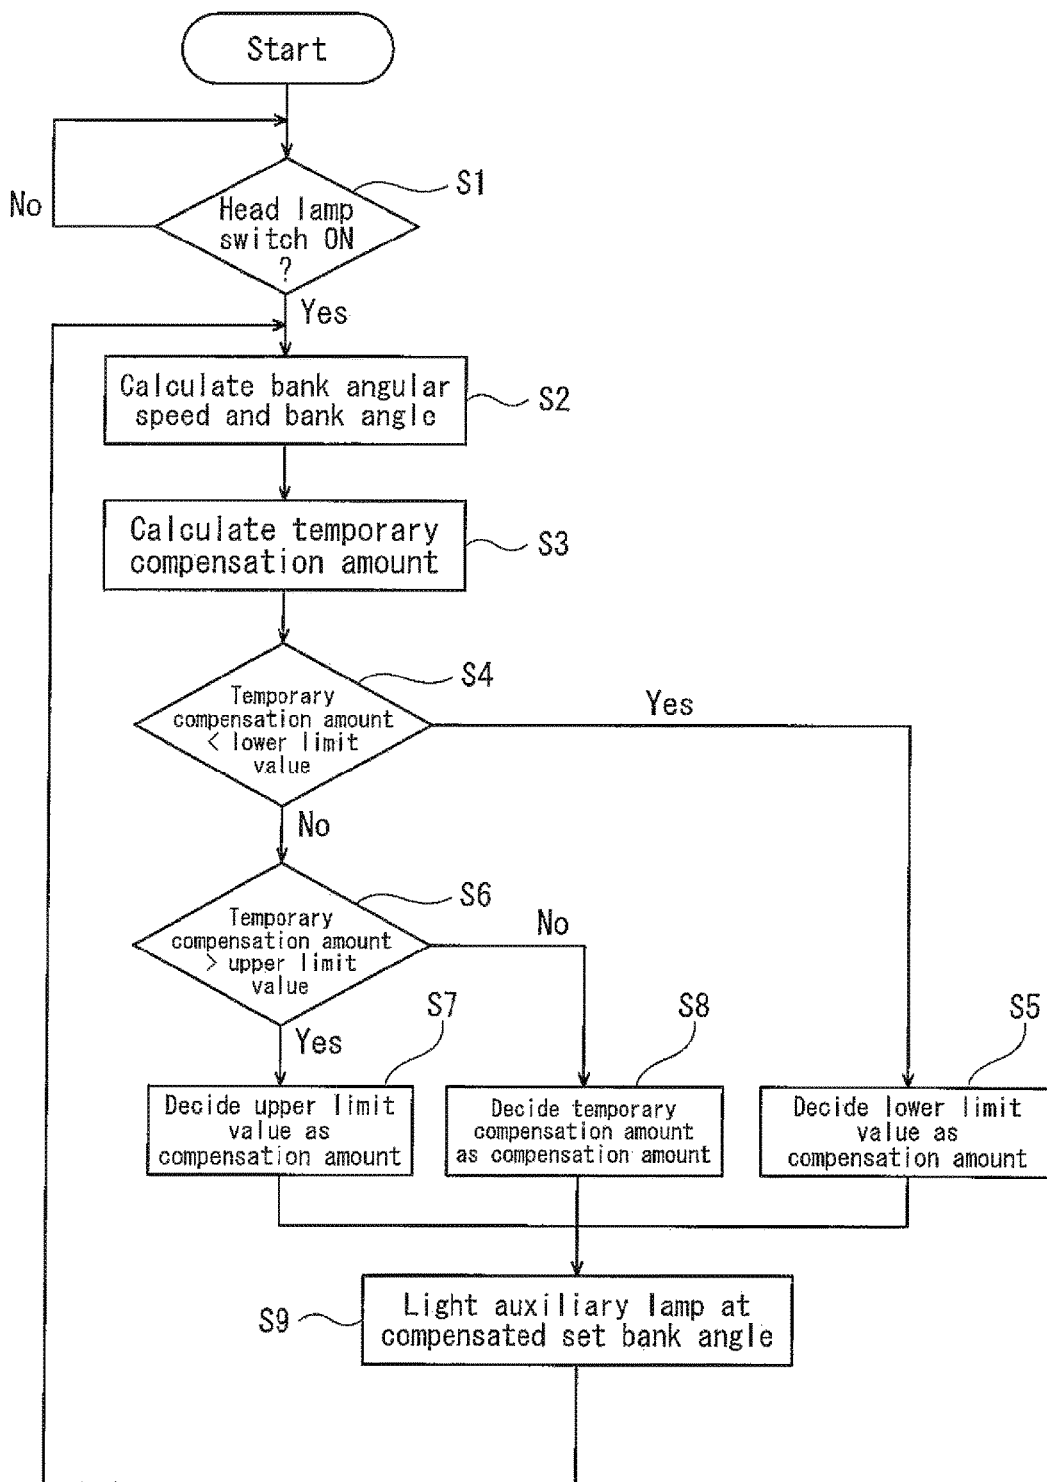 Start
S1
No
Head lamp
switch ON
?
Yes
Calculate bank angular
speed and bank angle
S2
Calculate temporary
compensation amount
S3
S4
Temporary
compensation amount
< lower limit
value
Yes
No
S6
Temporary
compensation amount
> upper limit
value
No
Yes
S7
S8
S5
Decide upper limit
value as
compensation amount
Decide temporary
compensation amount
as compensation amount
Decide lower limit
value as
compensation amount
S9
Light auxiliary lamp at
compensated set bank angle